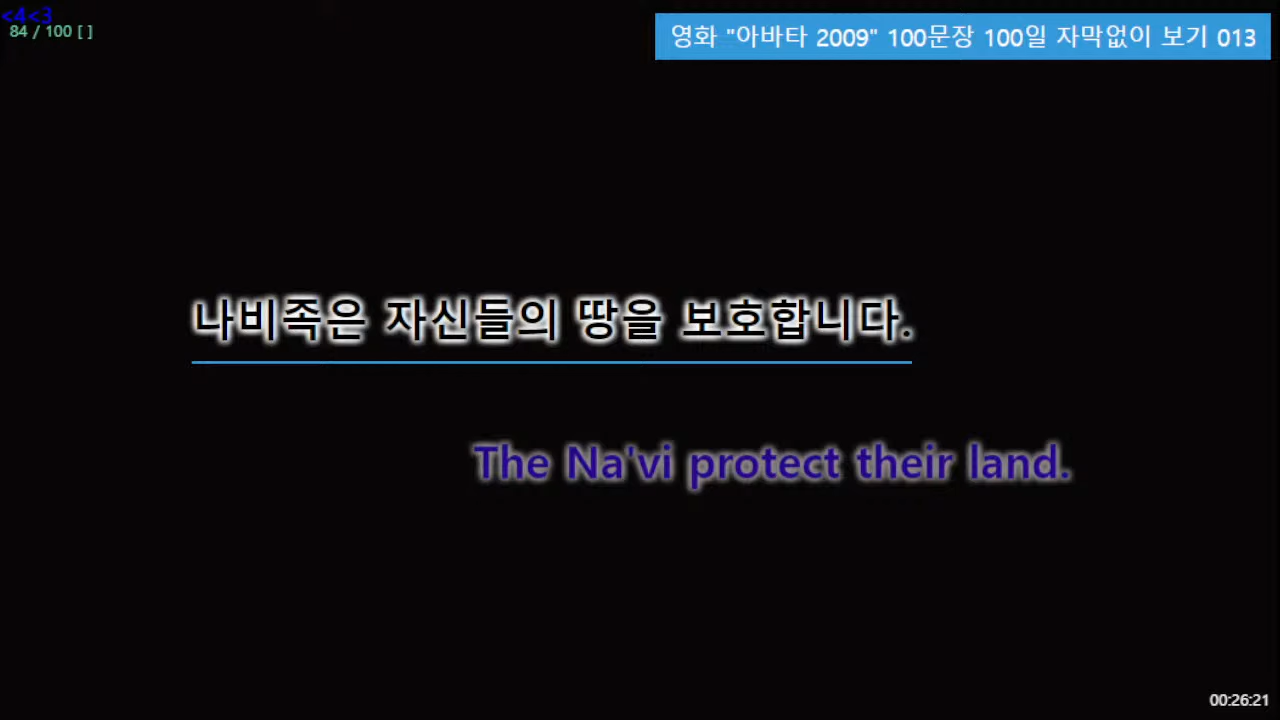 <4<3
84 / 100 [ ]
영화 "아바타 2009" 100문장 100일 자막없이 보기 013
나비족은 자신들의 땅을 보호합니다.
The Na'vi protect their land.
00:26:21